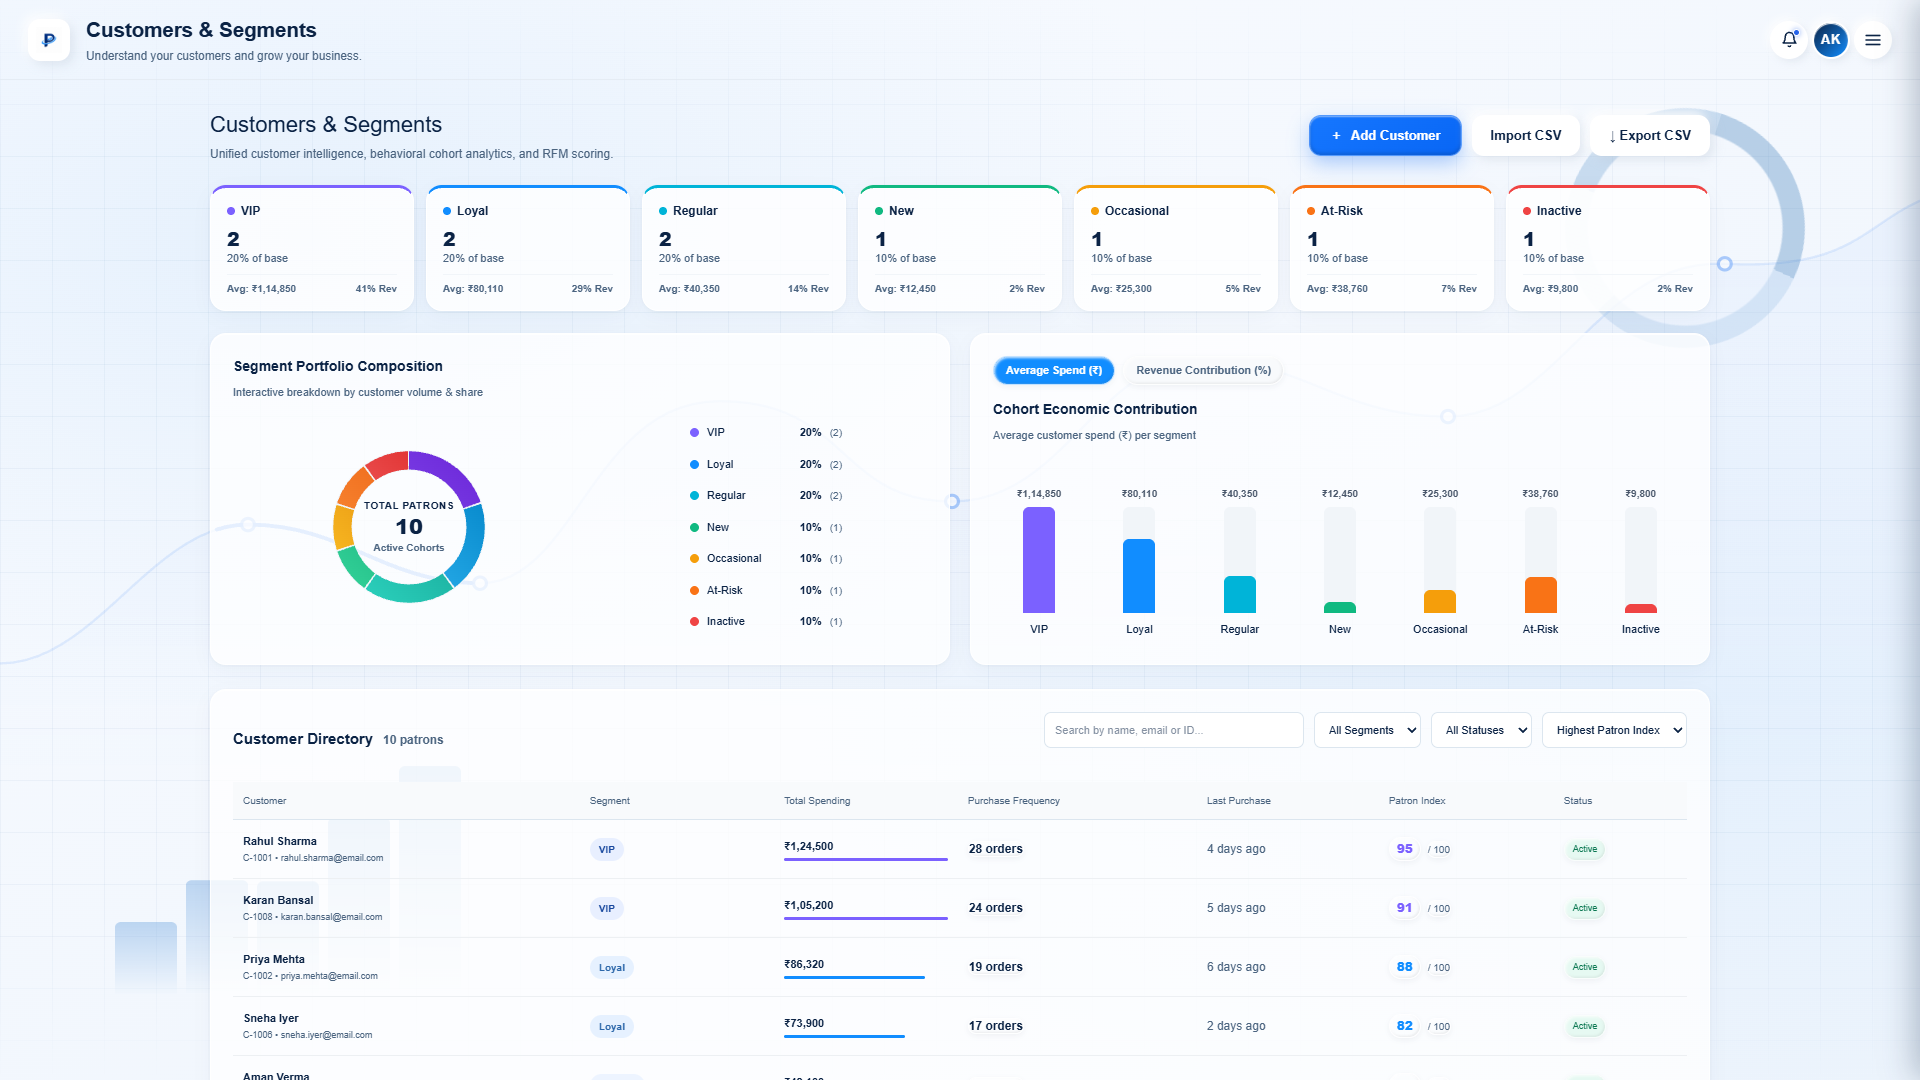 P
Customers & Segments
Understand your customers and grow your business.
AK
Customers & Segments
Unified customer intelligence, behavioral cohort analytics, and RFM scoring.
+ Add Customer
Import CSV
↓ Export CSV
VIP
2
20% of base
Avg: ₹1,14,850 41% Rev
Loyal
2
20% of base
Avg: ₹80,110 29% Rev
Regular
2
20% of base
Avg: ₹40,350 14% Rev
New
1
10% of base
Avg: ₹12,450 2% Rev
Occasional
1
10% of base
Avg: ₹25,300 5% Rev
At-Risk
1
10% of base
Avg: ₹38,760 7% Rev
Inactive
1
10% of base
Avg: ₹9,800 2% Rev
Segment Portfolio Composition
Interactive breakdown by customer volume & share
TOTAL PATRONS
10
Active Cohorts
VIP 20% (2)
Loyal 20% (2)
Regular 20% (2)
New 10% (1)
Occasional 10% (1)
At-Risk 10% (1)
Inactive 10% (1)
Average Spend (₹) Revenue Contribution (%)
Cohort Economic Contribution
Average customer spend (₹) per segment
₹1,14,850 ₹80,110 ₹40,350 ₹12,450 ₹25,300 ₹38,760 ₹9,800
VIP Loyal Regular New Occasional At-Risk Inactive
Customer Directory 10 patrons
Search by name, email or ID...
All Segments
All Statuses
Highest Patron Index
Customer Segment Total Spending Purchase Frequency Last Purchase Patron Index Status
Rahul Sharma
C-1001 • rahul.sharma@email.com
VIP ₹1,24,500 28 orders 4 days ago 95 / 100 Active
Karan Bansal
C-1008 • karan.bansal@email.com
VIP ₹1,05,200 24 orders 5 days ago 91 / 100 Active
Priya Mehta
C-1002 • priya.mehta@email.com
Loyal ₹86,320 19 orders 6 days ago 88 / 100 Active
Sneha Iyer
C-1006 • sneha.iyer@email.com
Loyal ₹73,900 17 orders 2 days ago 82 / 100 Active
Aman Verma